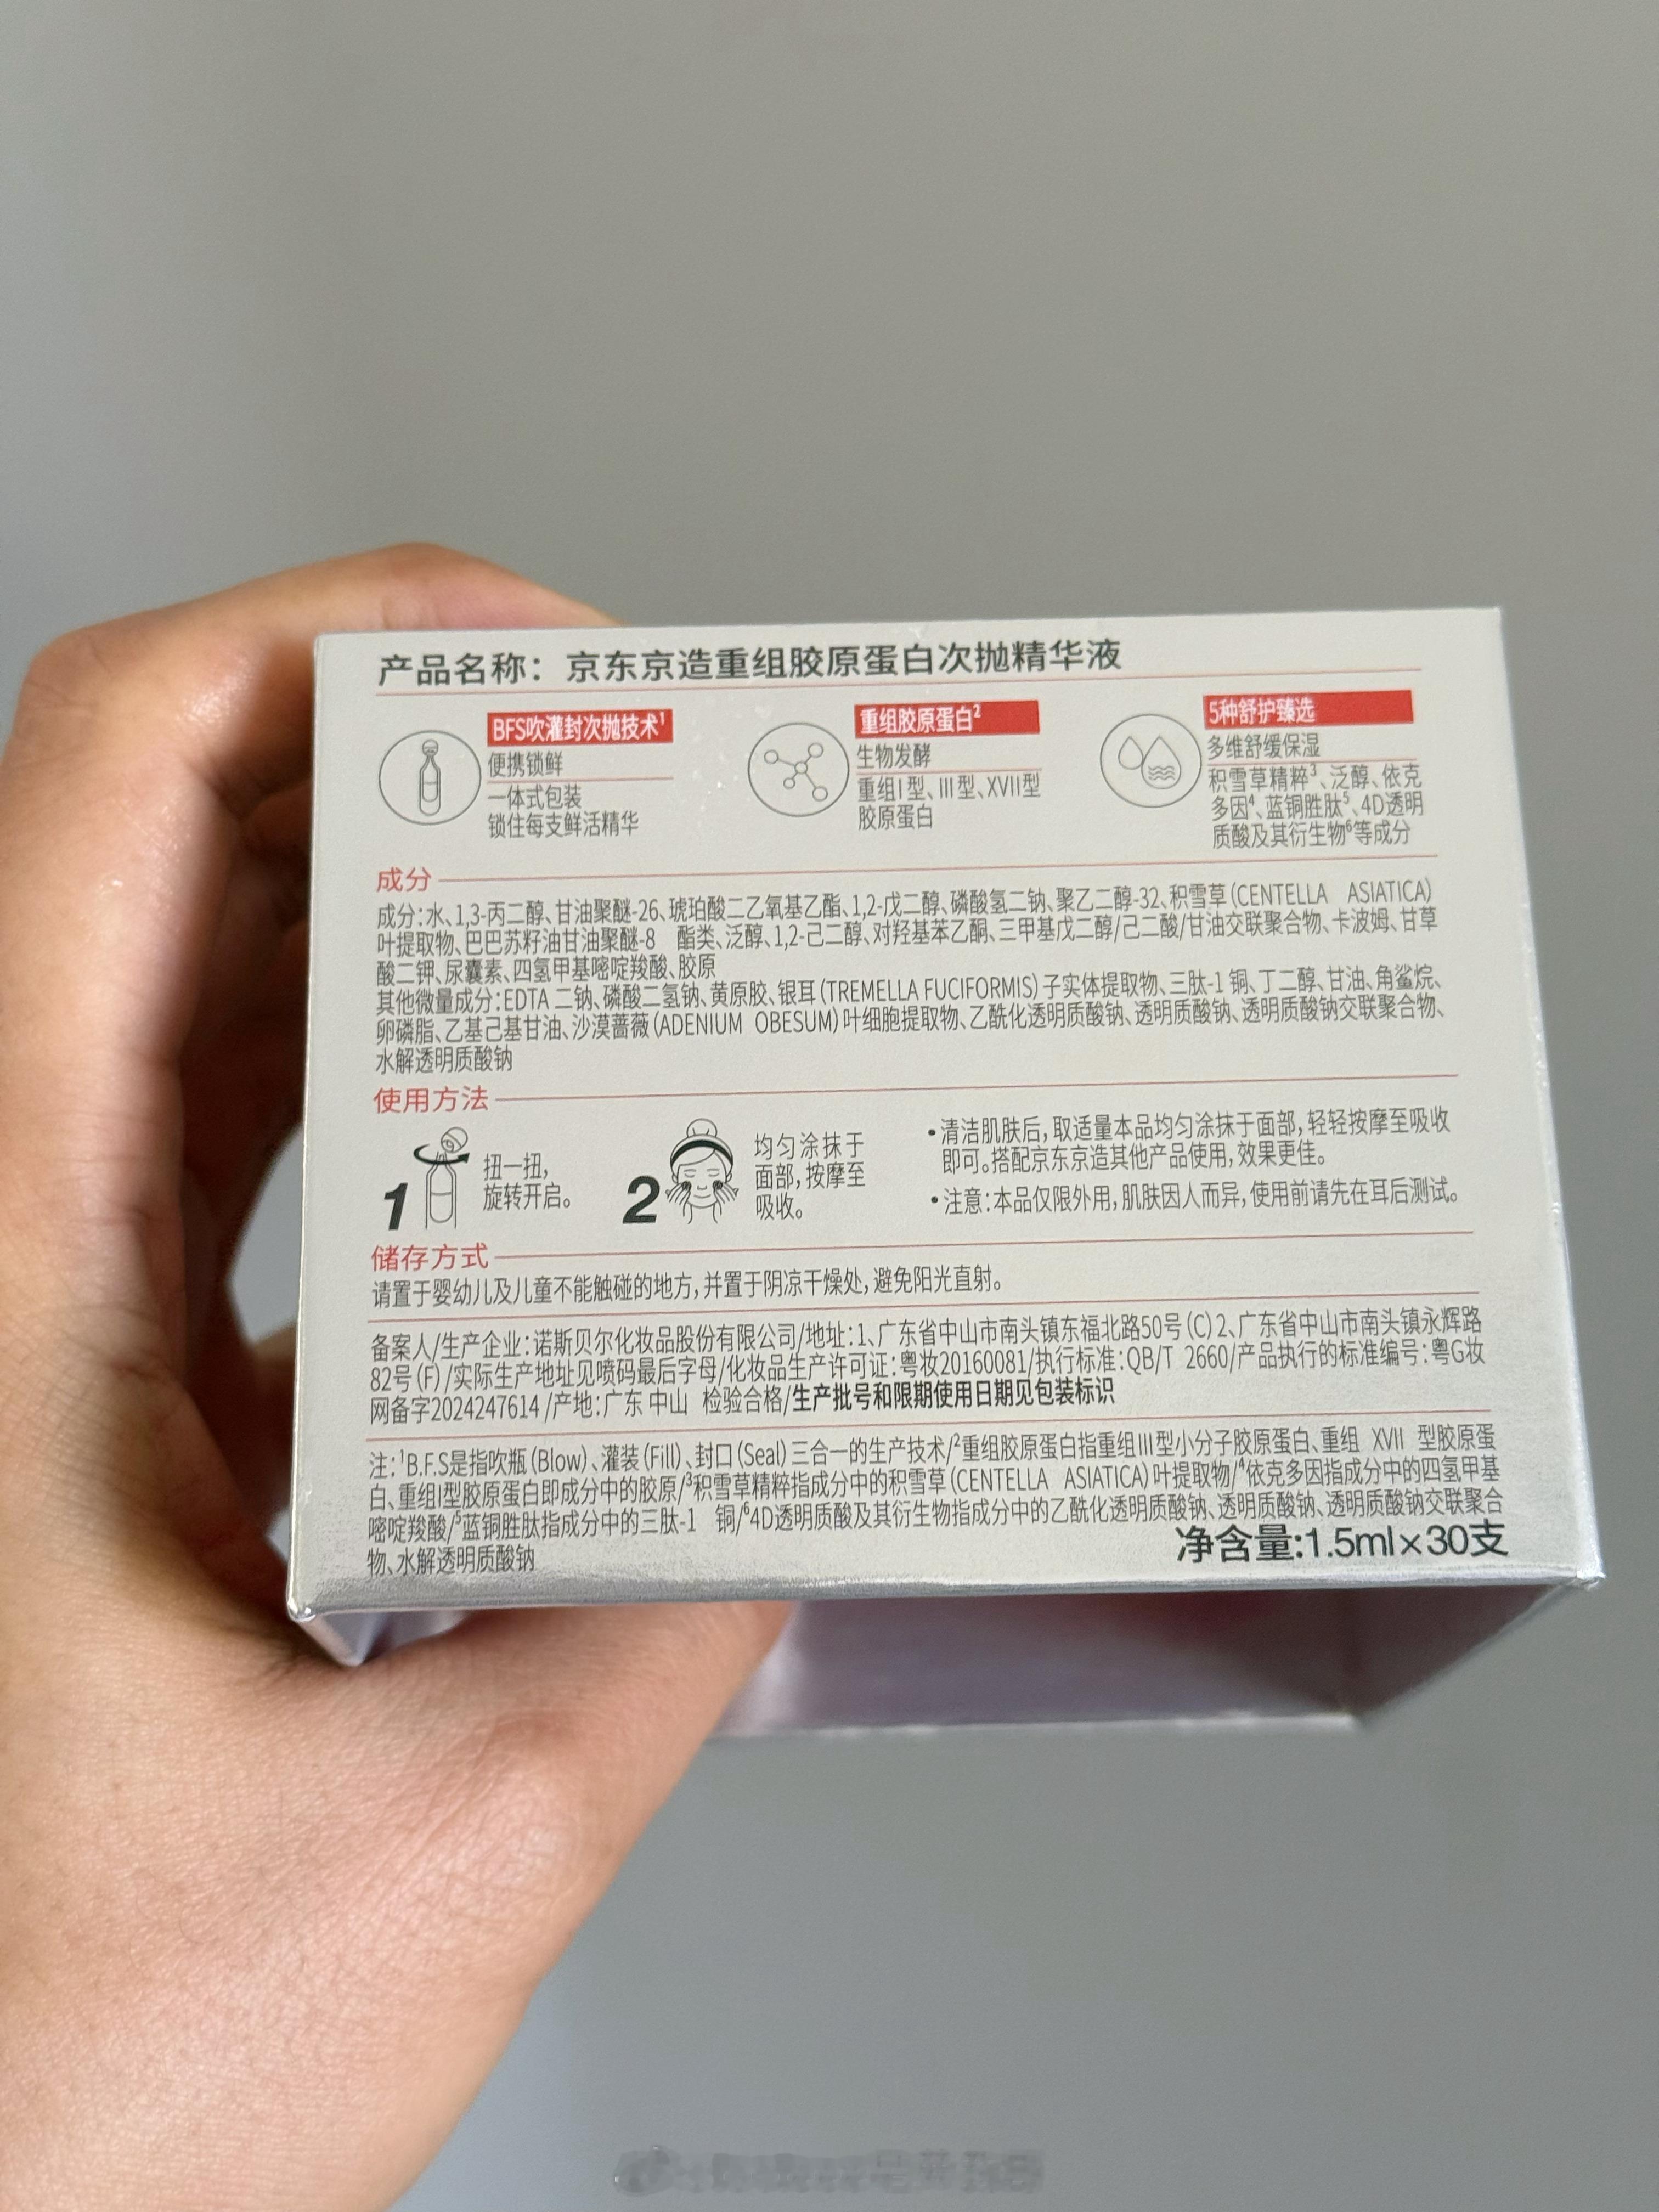 产品名称：京东京造重组胶原蛋白次抛精华液
BFS吹灌封次抛技术¹
便携锁鲜
一体式包装
锁住每支鲜活精华
重组胶原蛋白²
生物发酵
重组I型、III型、XVII型
胶原蛋白
5种舒护臻选
多维舒缓保湿
积雪草精粹³、泛醇、依克
多因⁴、蓝铜胜肽⁵、4D透明
质酸及其衍生物⁶等成分
成分
成分：水、1,3-丙二醇、甘油聚醚-26、琥珀酸二乙氧基乙酯、1,2-戊二醇、磷酸氢二钠、聚乙二醇-32、积雪草(CENTELLA ASIATICA)
叶提取物、巴巴苏籽油甘油聚醚-8 酯类、泛醇、1,2-己二醇、对羟基苯乙酮、三甲基戊二醇/己二酸/甘油交联聚合物、卡波姆、甘草
酸二钾、尿囊素、四氢甲基嘧啶羧酸、胶原
其他微量成分：EDTA 二钠、磷酸二氢钠、黄原胶、银耳(TREMELLA FUCIFORMIS)子实体提取物、三肽-1 铜、丁二醇、甘油、角鲨烷、
卵磷脂、乙基己基甘油、沙漠蔷薇(ADENIUM OBESUM)叶细胞提取物、乙酰化透明质酸钠、透明质酸钠、透明质酸钠交联聚合物、
水解透明质酸钠
使用方法
1
扭一扭，
旋转开启。
2
均匀涂抹于
面部，按摩至
吸收。
•清洁肌肤后，取适量本品均匀涂抹于面部，轻轻按摩至吸收
即可。搭配京东京造其他产品使用，效果更佳。
•注意：本品仅限外用，肌肤因人而异，使用前请先在耳后测试。
储存方式
请置于婴幼儿及儿童不能触碰的地方，并置于阴凉干燥处，避免阳光直射。
备案人/生产企业：诺斯贝尔化妆品股份有限公司/地址：1、广东省中山市南头镇东福北路50号(C)2、广东省中山市南头镇永辉路
82号(F)/实际生产地址见喷码最后字母/化妆品生产许可证：粤妆20160081/执行标准：QB/T 2660/产品执行的标准编号：粤G妆
网备字2024247614/产地：广东 中山 检验合格/生产批号和限期使用日期见包装标识
注：¹B.F.S是指吹瓶(Blow)、灌装(Fill)、封口(Seal)三合一的生产技术/²重组胶原蛋白指重组III型小分子胶原蛋白、重组 XVII 型胶原蛋
白、重组I型胶原蛋白即成分中的胶原/³积雪草精粹指成分中的积雪草(CENTELLA ASIATICA)叶提取物/⁴依克多因指成分中的四氢甲基
嘧啶羧酸/⁵蓝铜胜肽指成分中的三肽-1 铜/⁶4D透明质酸及其衍生物指成分中的乙酰化透明质酸钠、透明质酸钠、透明质酸钠交联聚合
物、水解透明质酸钠
净含量：1.5ml×30支